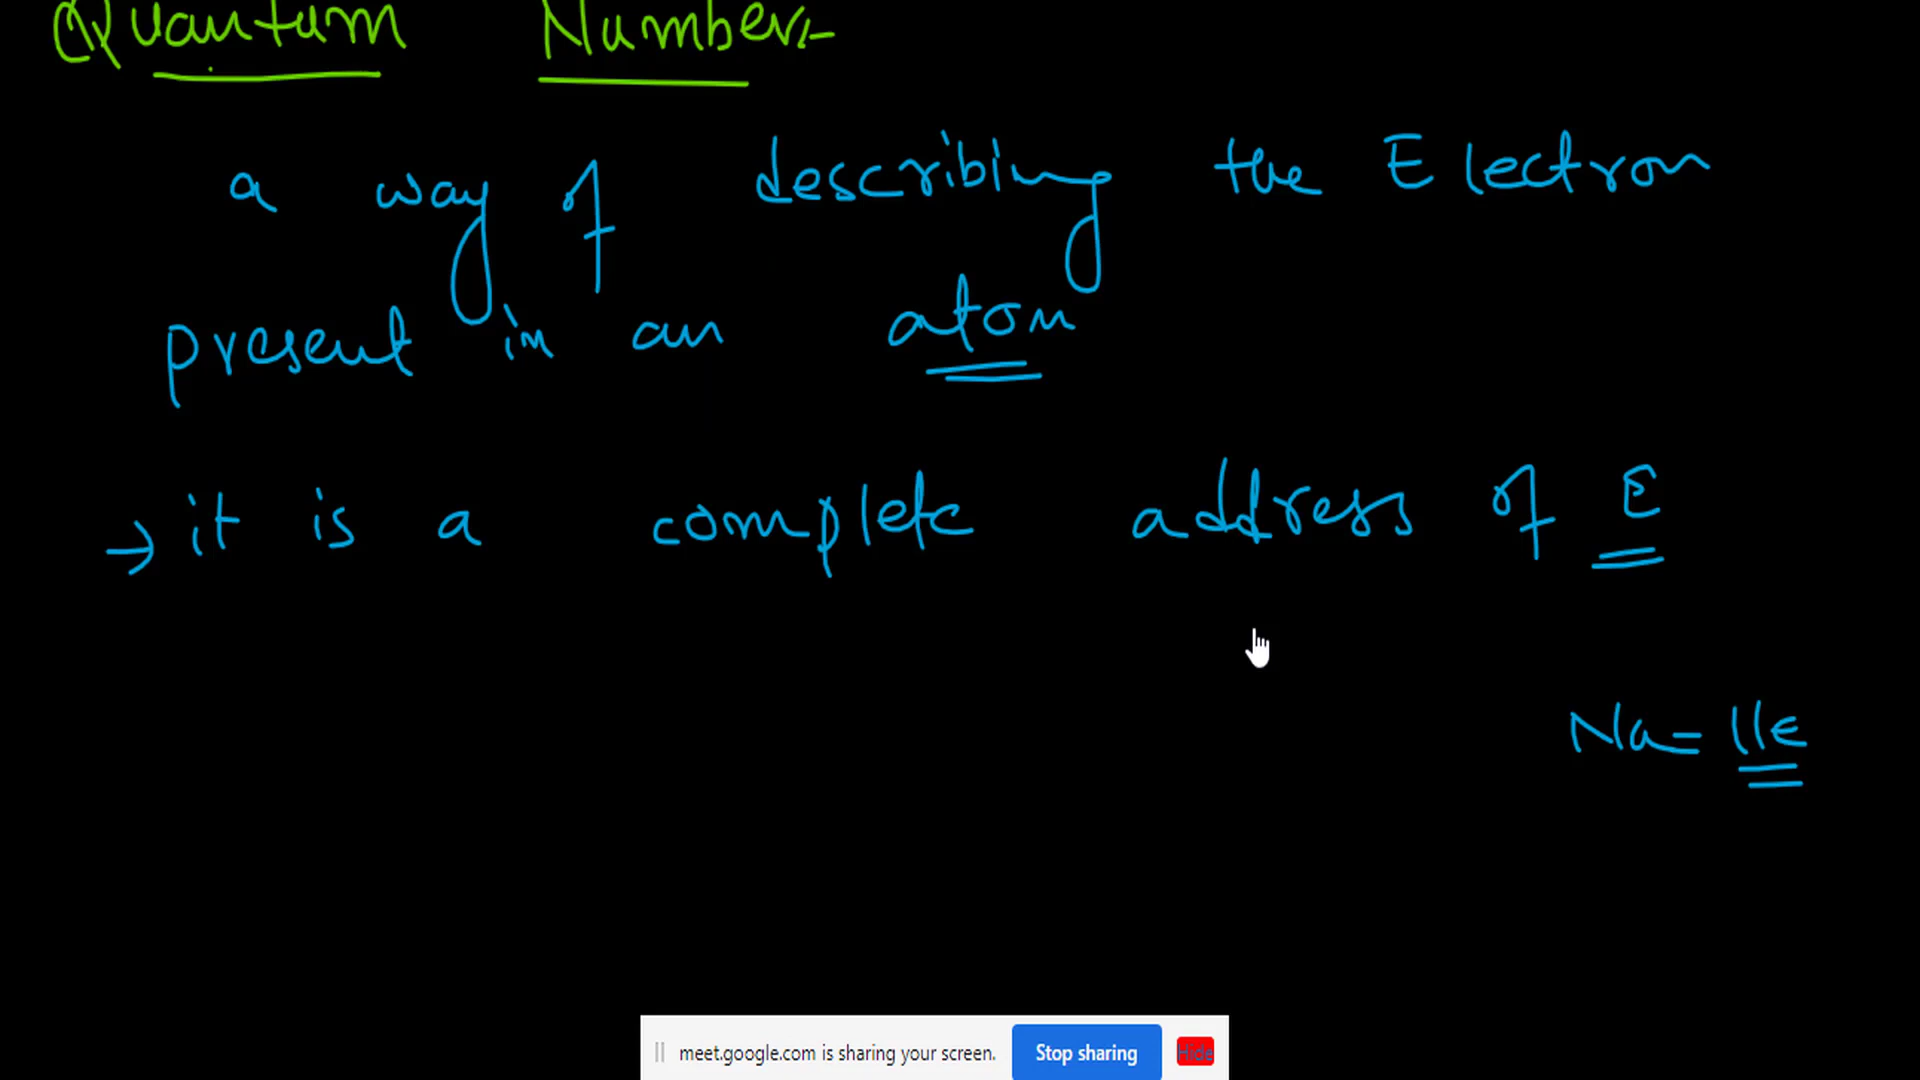 Quantum Numbers
a way of describing the Electron
present in an atom
→ it is a complete address of E
Na = 11e
meet.google.com is sharing your screen. Stop sharing Hide